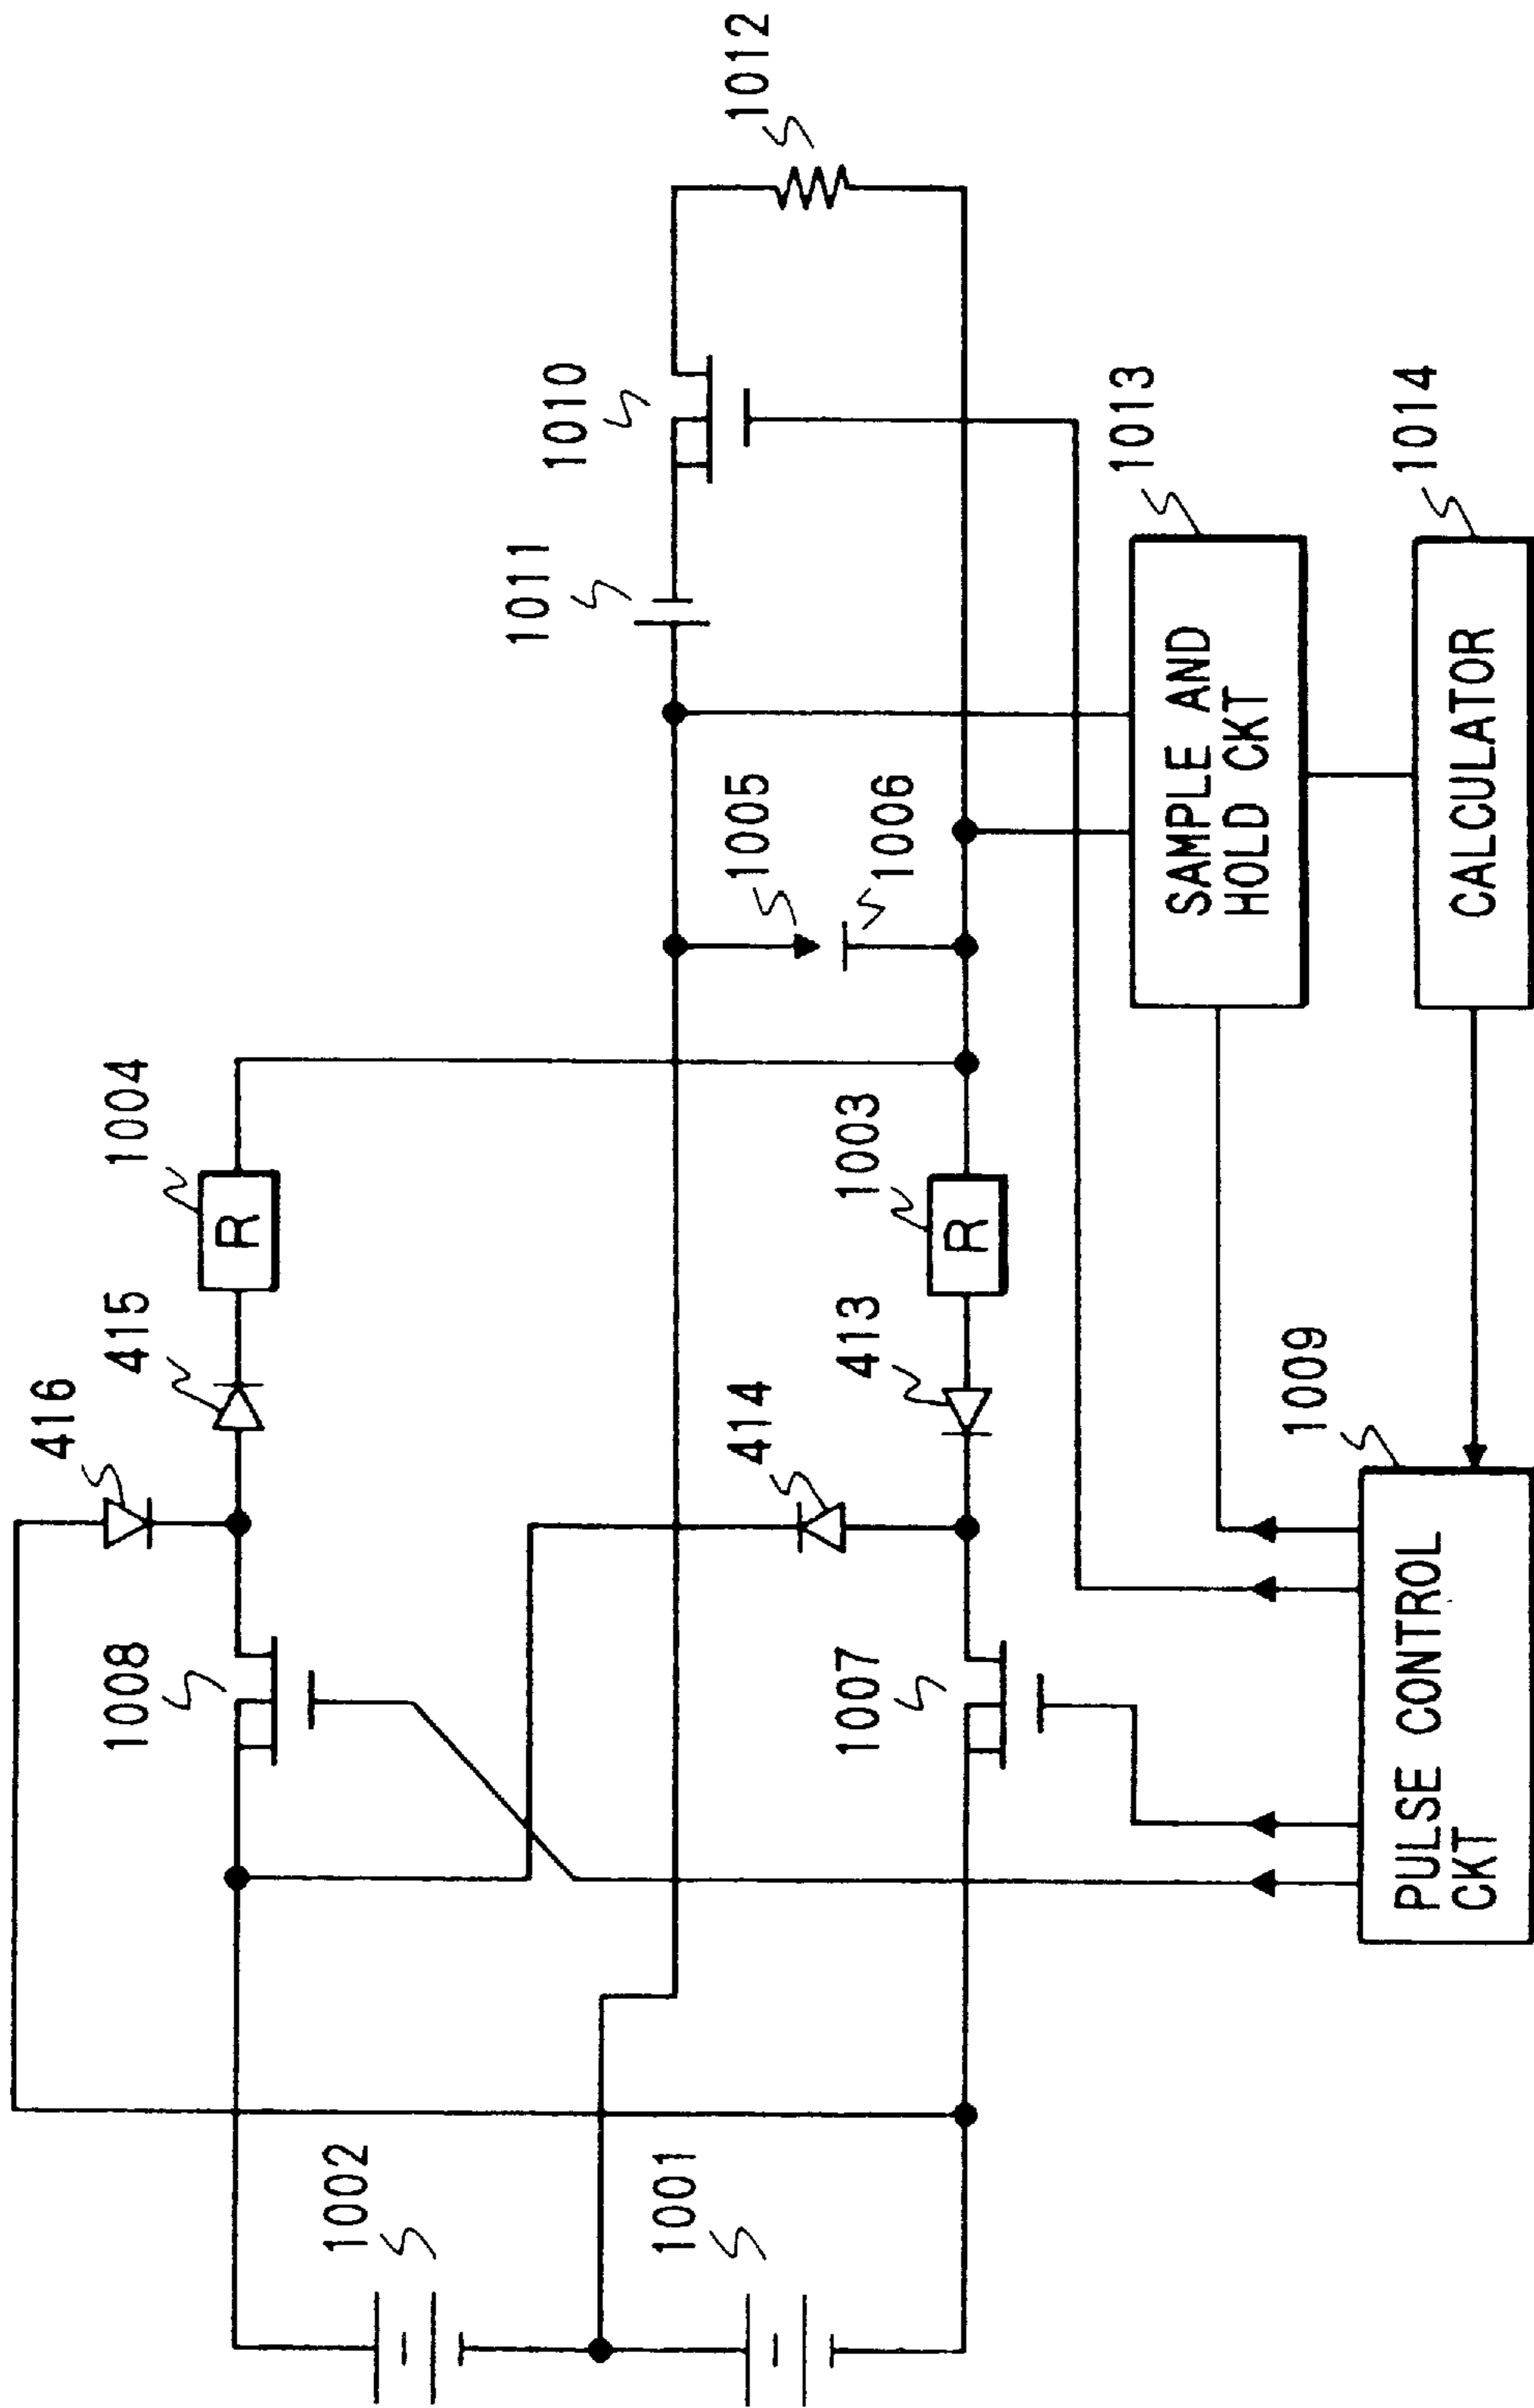 1012
1010
1011
1005
1006
1013
SAMPLE AND
HOLD CKT
1014
CALCULATOR
1004
R
415
416
1003
R
413
414
1008
1007
1009
PULSE CONTROL
CKT
1002
1001